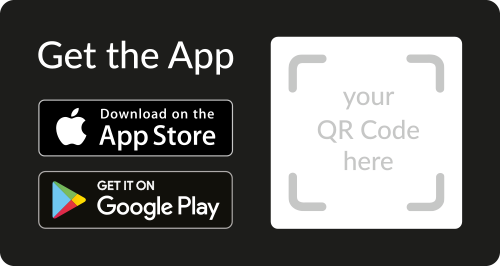 Get the App
Download on the
App Store
GET IT ON
Google Play
your
QR Code
here